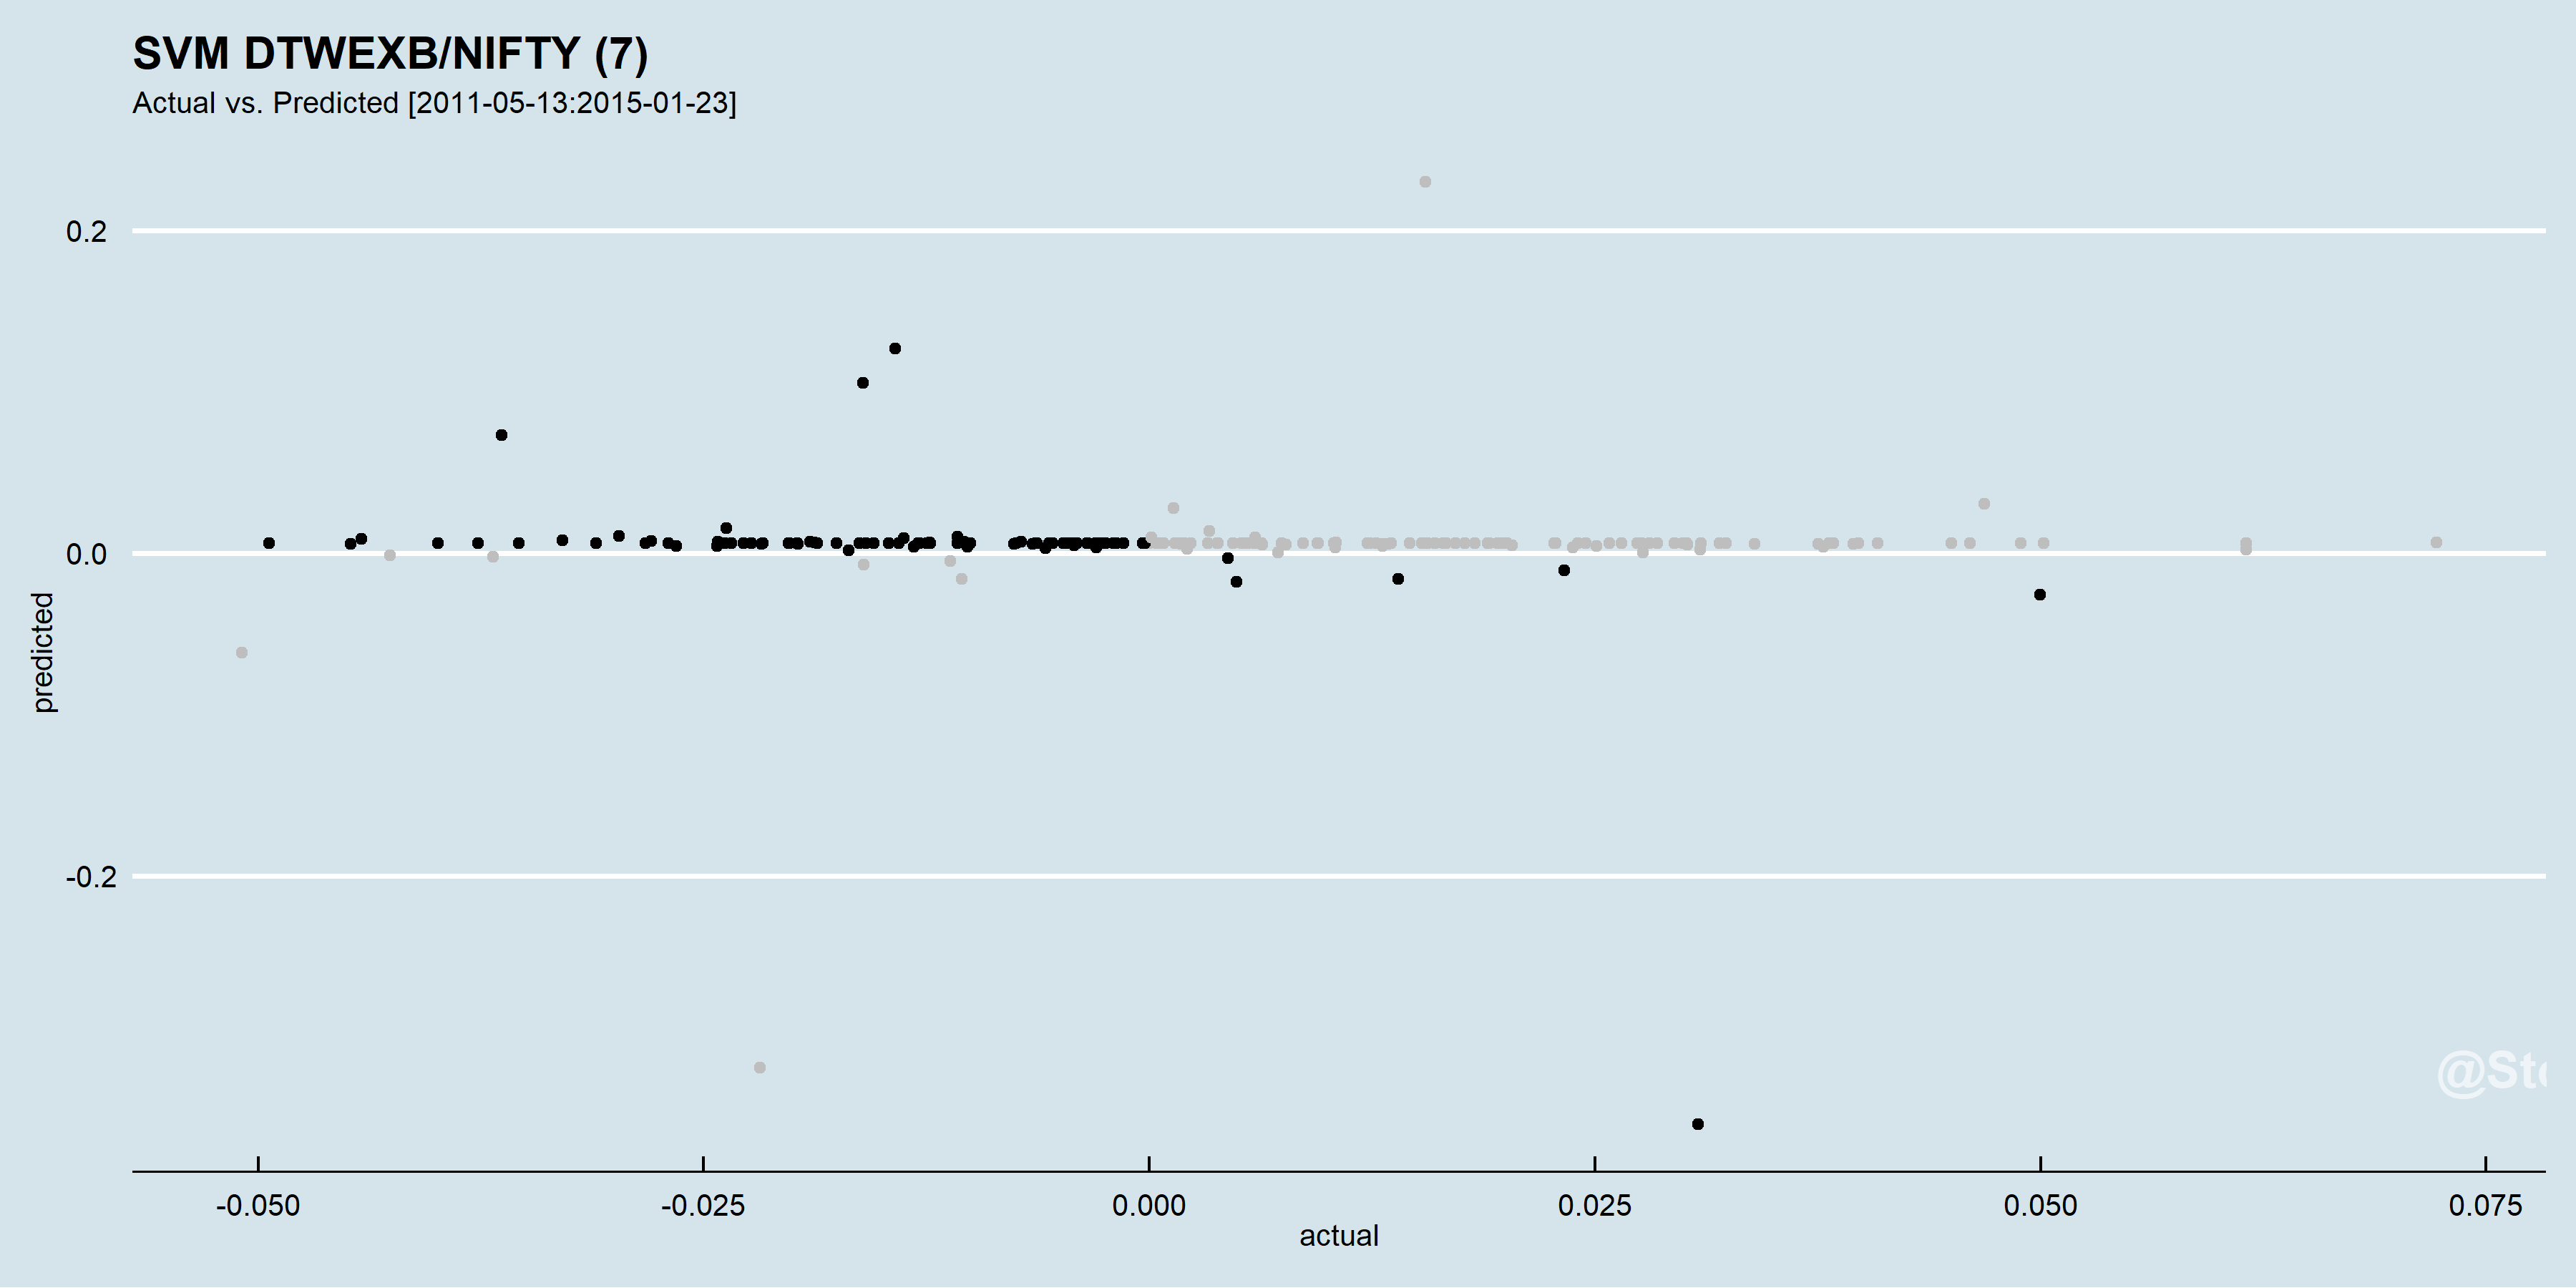 SVM DTWEXB/NIFTY (7)
Actual vs. Predicted [2011-05-13:2015-01-23]
0.2
0.0
-0.2
predicted
-0.050 -0.025 0.000 0.025 0.050 0.075
actual